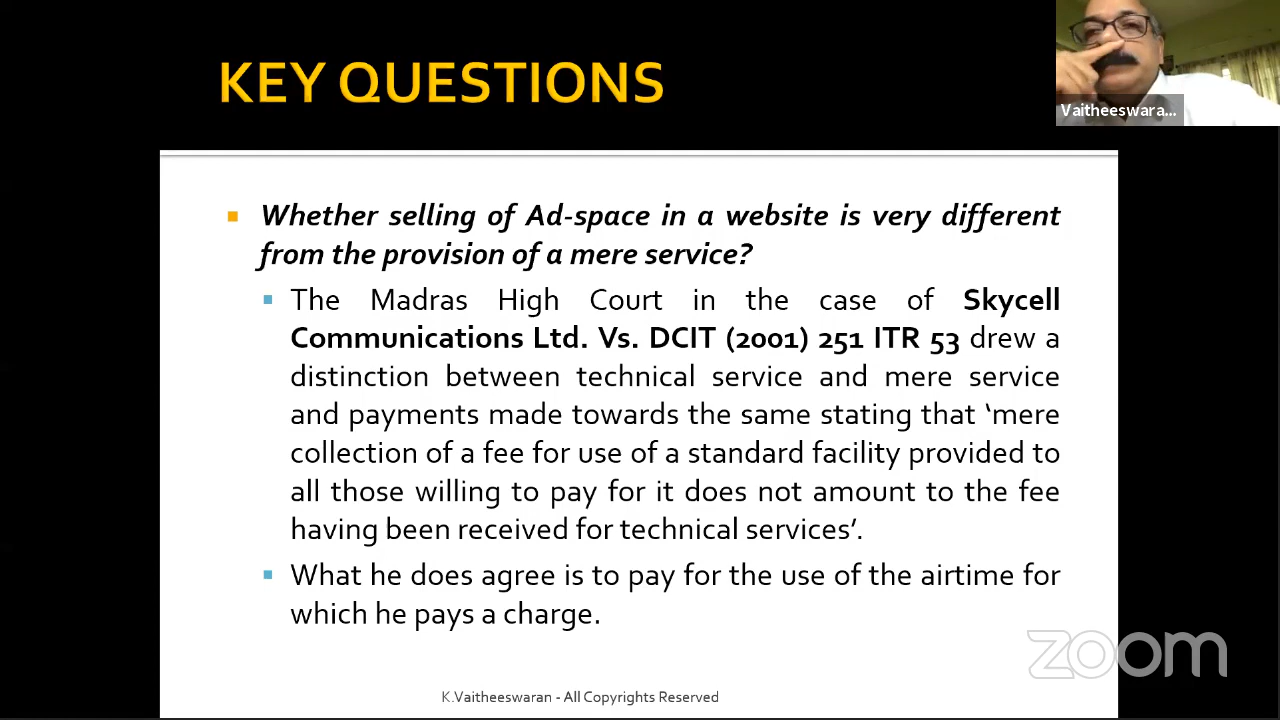 KEY QUESTIONS
Vaitheeswara...
Whether selling of Ad-space in a website is very different
from the provision of a mere service?
The Madras High Court in the case of Skycell
Communications Ltd. Vs. DCIT (2001) 251 ITR 53 drew a
distinction between technical service and mere service
and payments made towards the same stating that ‘mere
collection of a fee for use of a standard facility provided to
all those willing to pay for it does not amount to the fee
having been received for technical services’.
What he does agree is to pay for the use of the airtime for
which he pays a charge.
zoom
K.Vaitheeswaran - All Copyrights Reserved